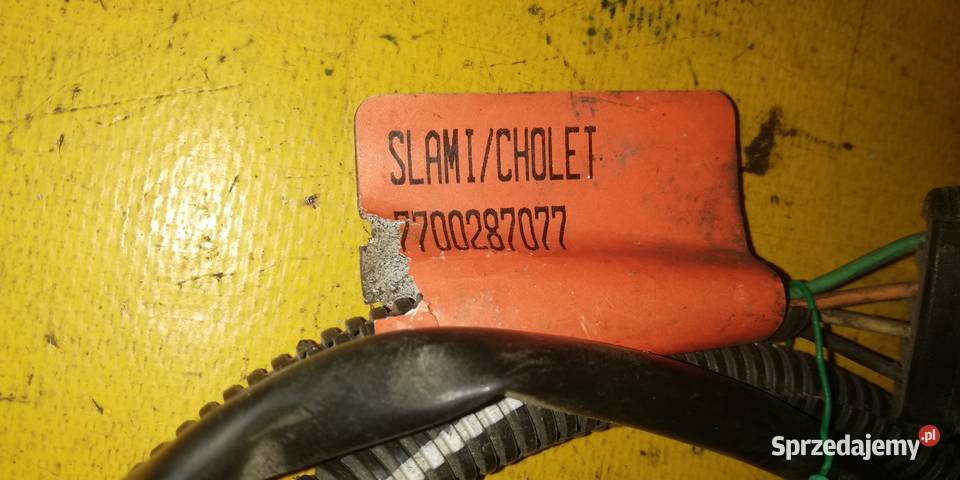 SLAMI/CHOLET
7700287077
Sprzedajemy.pl